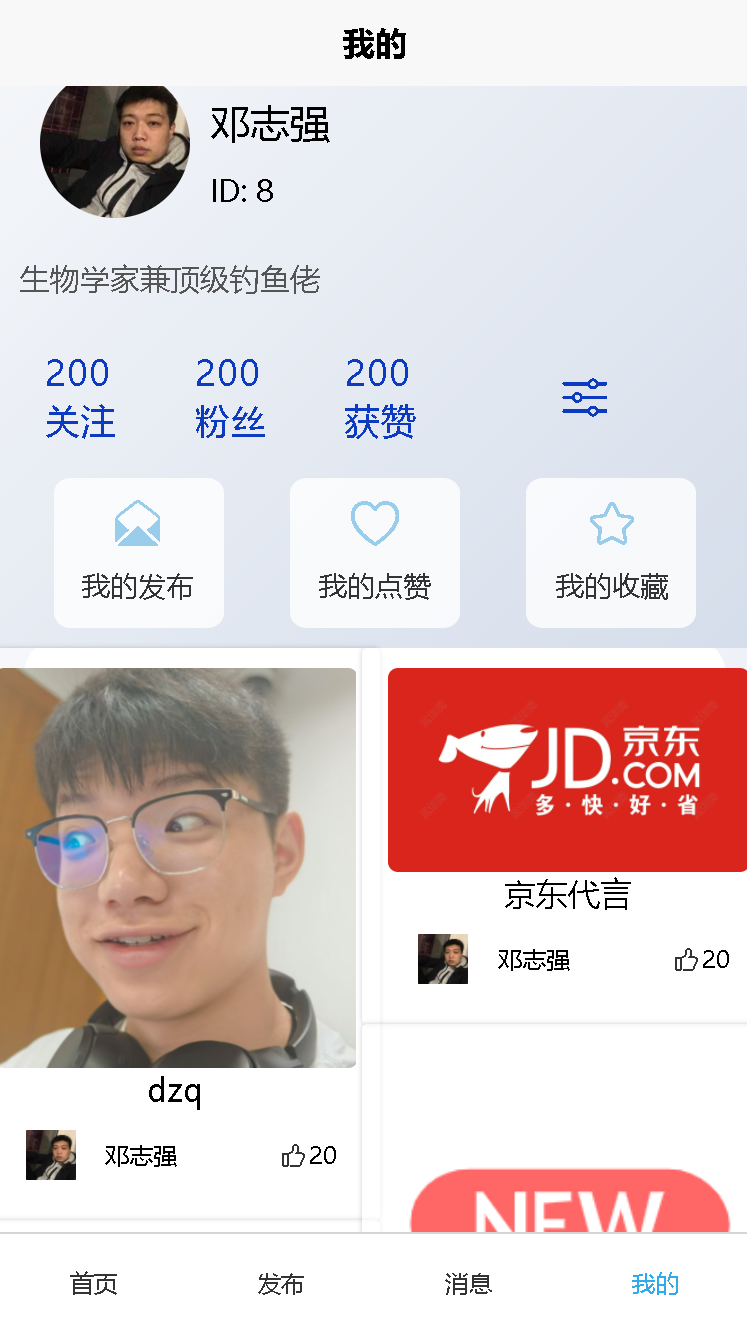 我的
邓志强
ID: 8
生物学家兼顶级钓鱼佬
200 200 200
关注 粉丝 获赞
我的发布 我的点赞 我的收藏
JD.COM 京东
多·快·好·省
京东代言
邓志强 20
dzq
邓志强 20
NEW
首页 发布 消息 我的